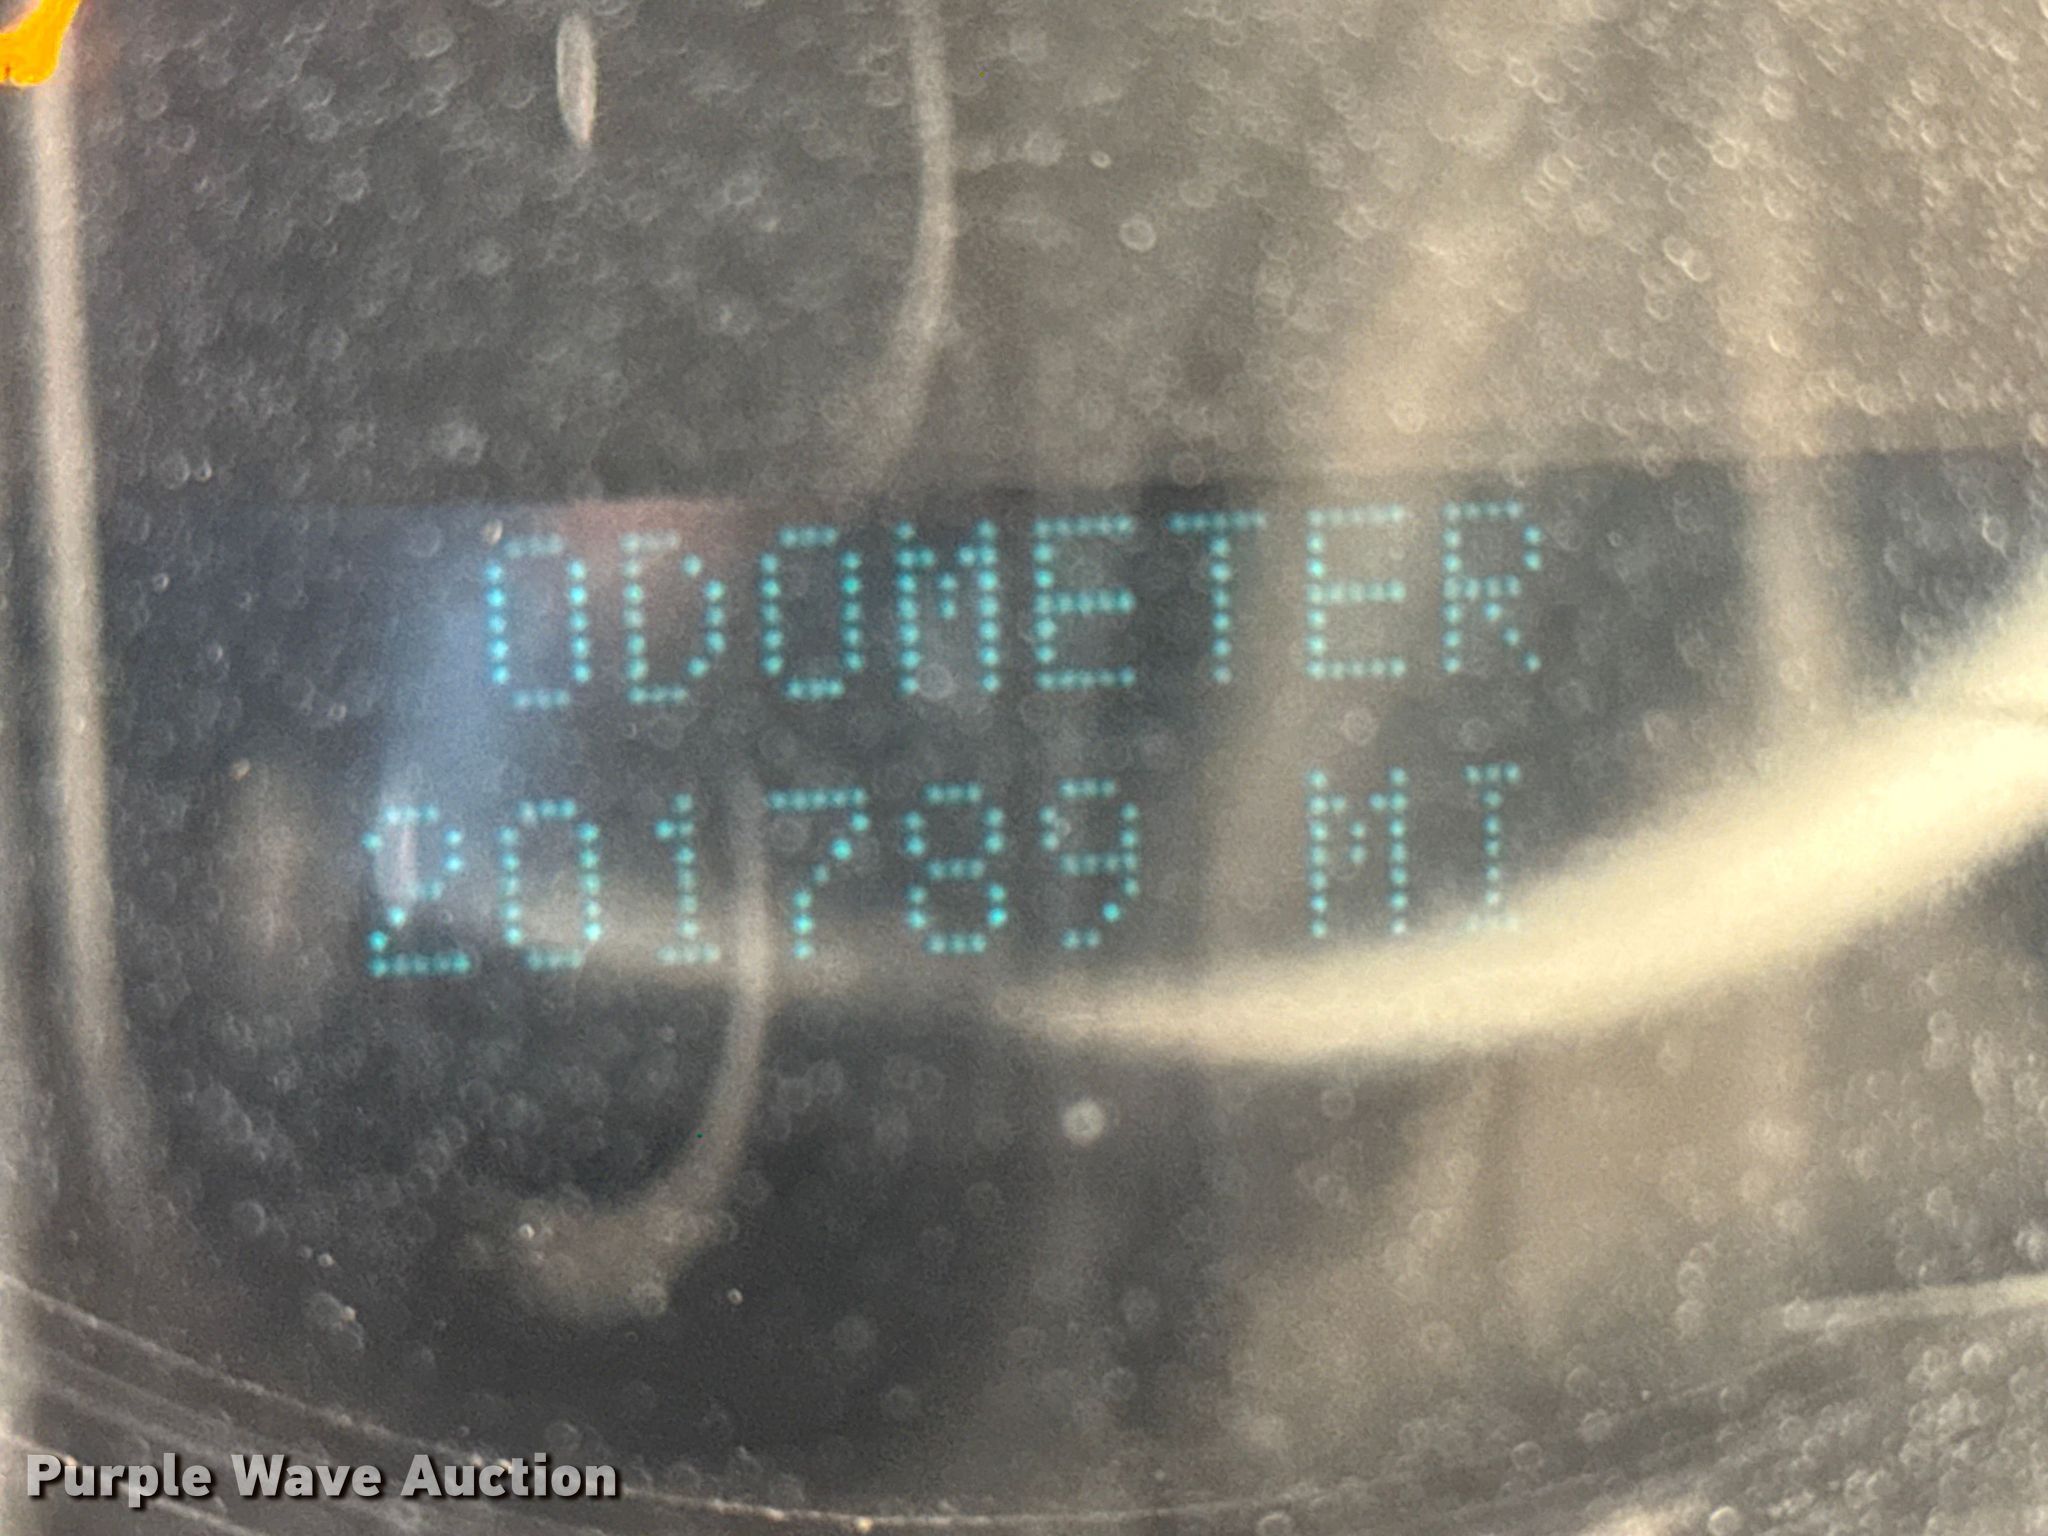 ODOMETER
201789 MI
Purple Wave Auction